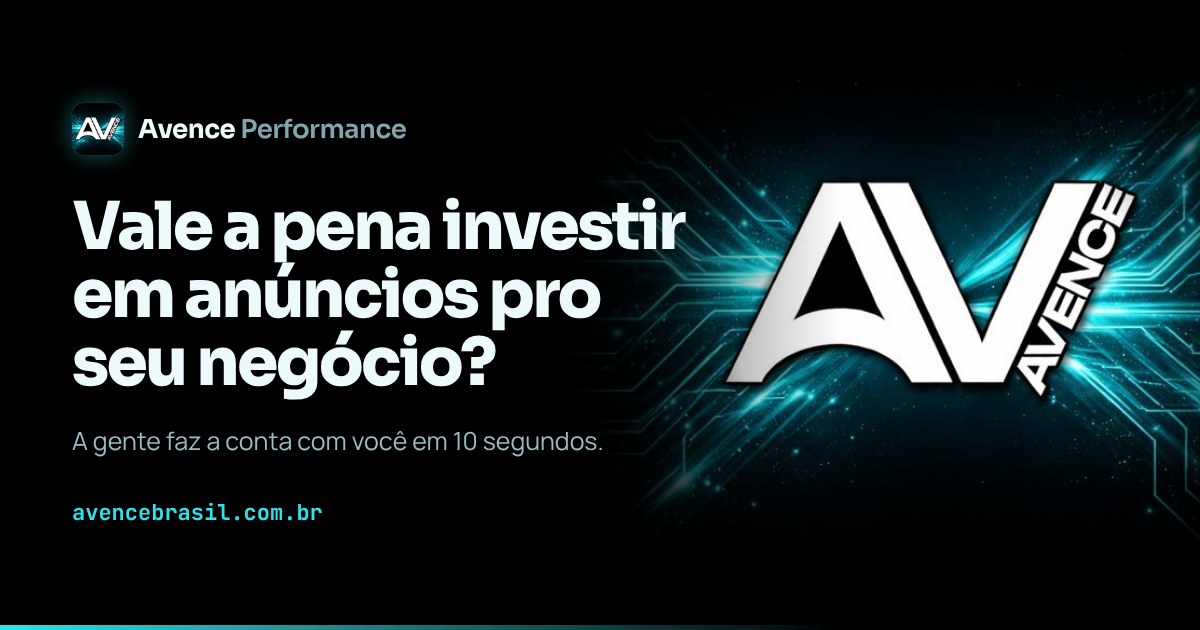 AV AVENCE
Avence Performance
Vale a pena investir
em anúncios pro
seu negócio?
A gente faz a conta com você em 10 segundos.
avencebrasil.com.br
AV
AVENCE